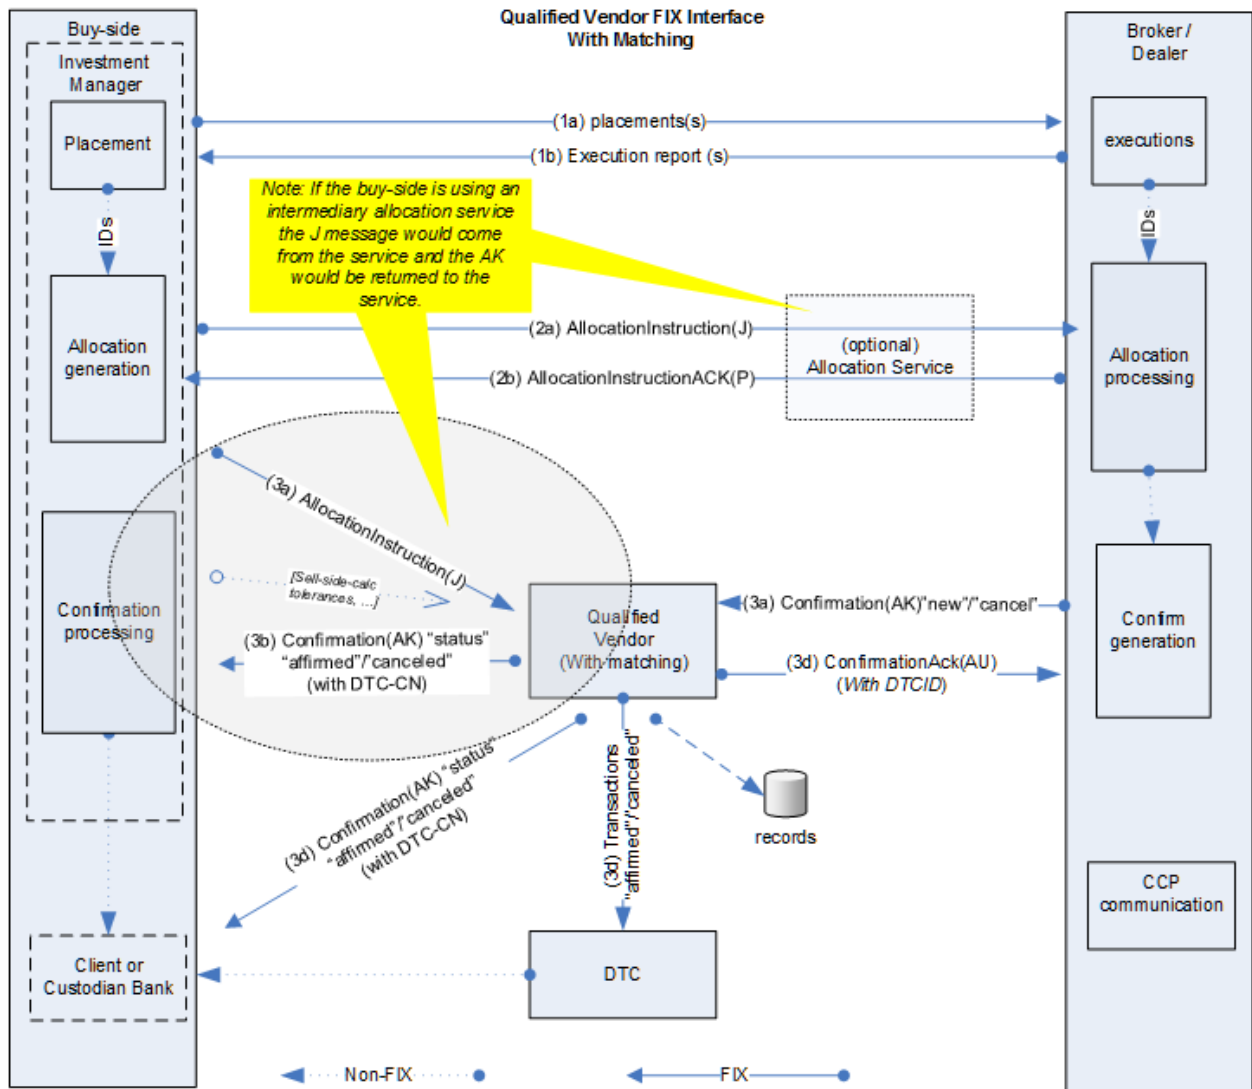 Qualified Vendor FIX Interface
With Matching
Buy-side
Investment
Manager
Placement
IDs
Allocation
generation
Confirmation
processing
Client or
Custodian Bank
Broker /
Dealer
executions
IDs
Allocation
processing
Confirm
generation
CCP
communication
(1a) placements(s)
(1b) Execution report (s)
Note: If the buy-side is using an
intermediary allocation service
the J message would come
from the service and the AK
would be returned to the
service.
(2a) AllocationInstruction(J)
(optional)
Allocation Service
(2b) AllocationInstructionACK(P)
(3a) AllocationInstruction(J)
[Sell-side-calc
tolerances, ...]
(3b) Confirmation(AK) “status”
“affirmed”/“canceled”
(with DTC-CN)
Qualified
Vendor
(With matching)
(3a) Confirmation(AK)“new”/“cancel”
(3d) ConfirmationAck(AU)
(With DTCID)
(3d) Confirmation(AK) “status”
“affirmed”/“canceled”
(with DTC-CN)
(3d) Transactions
“affirmed”/“canceled”
records
DTC
Non-FIX
FIX